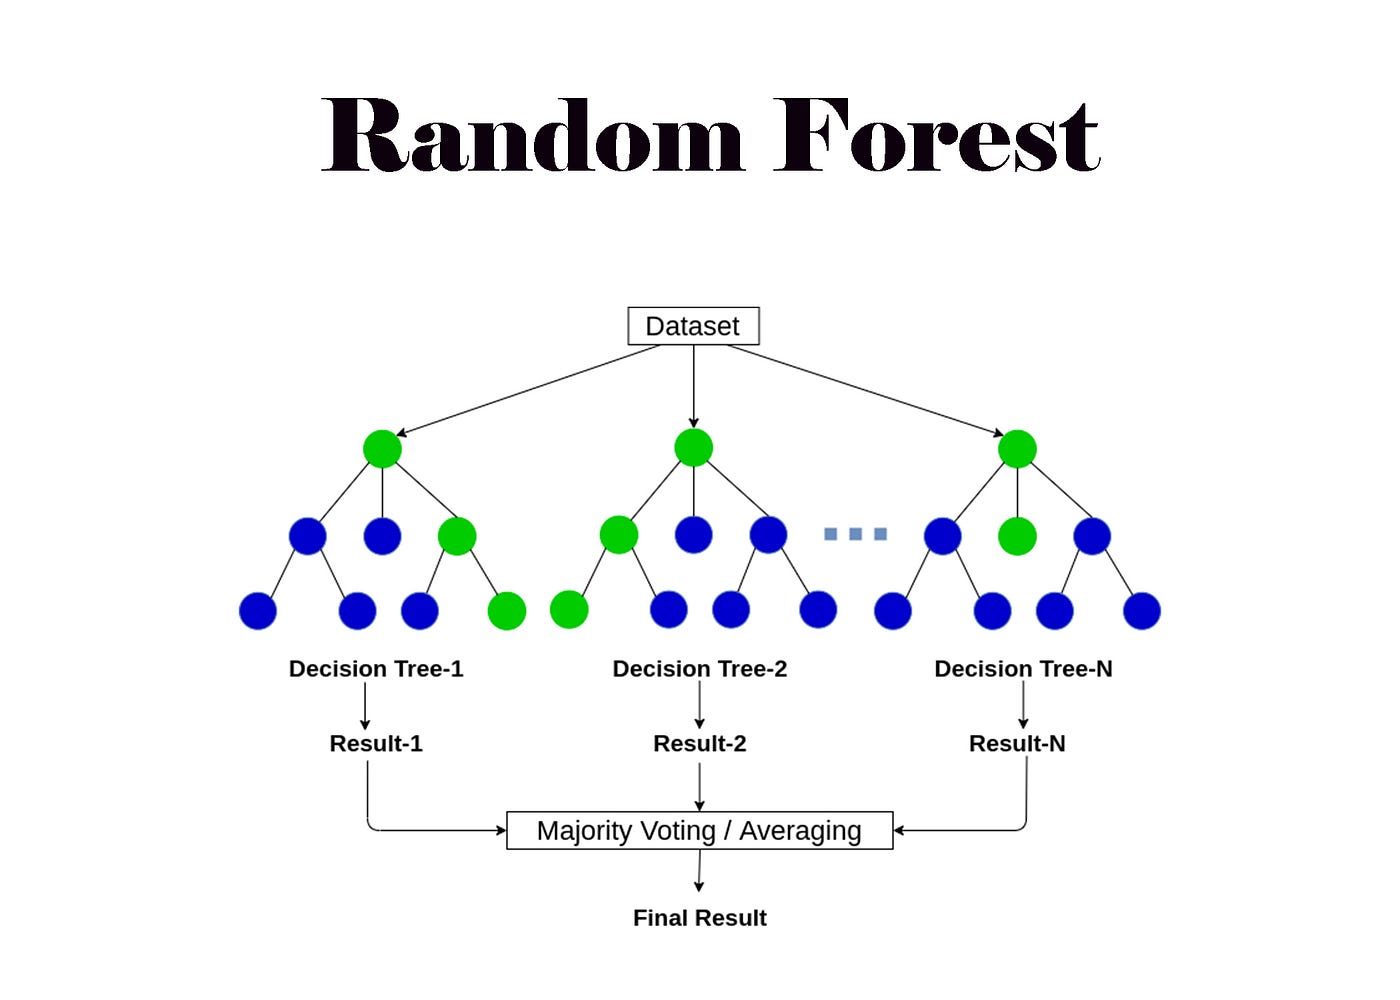 Random Forest
Dataset
Decision Tree-1
Decision Tree-2
Decision Tree-N
Result-1
Result-2
Result-N
Majority Voting / Averaging
Final Result